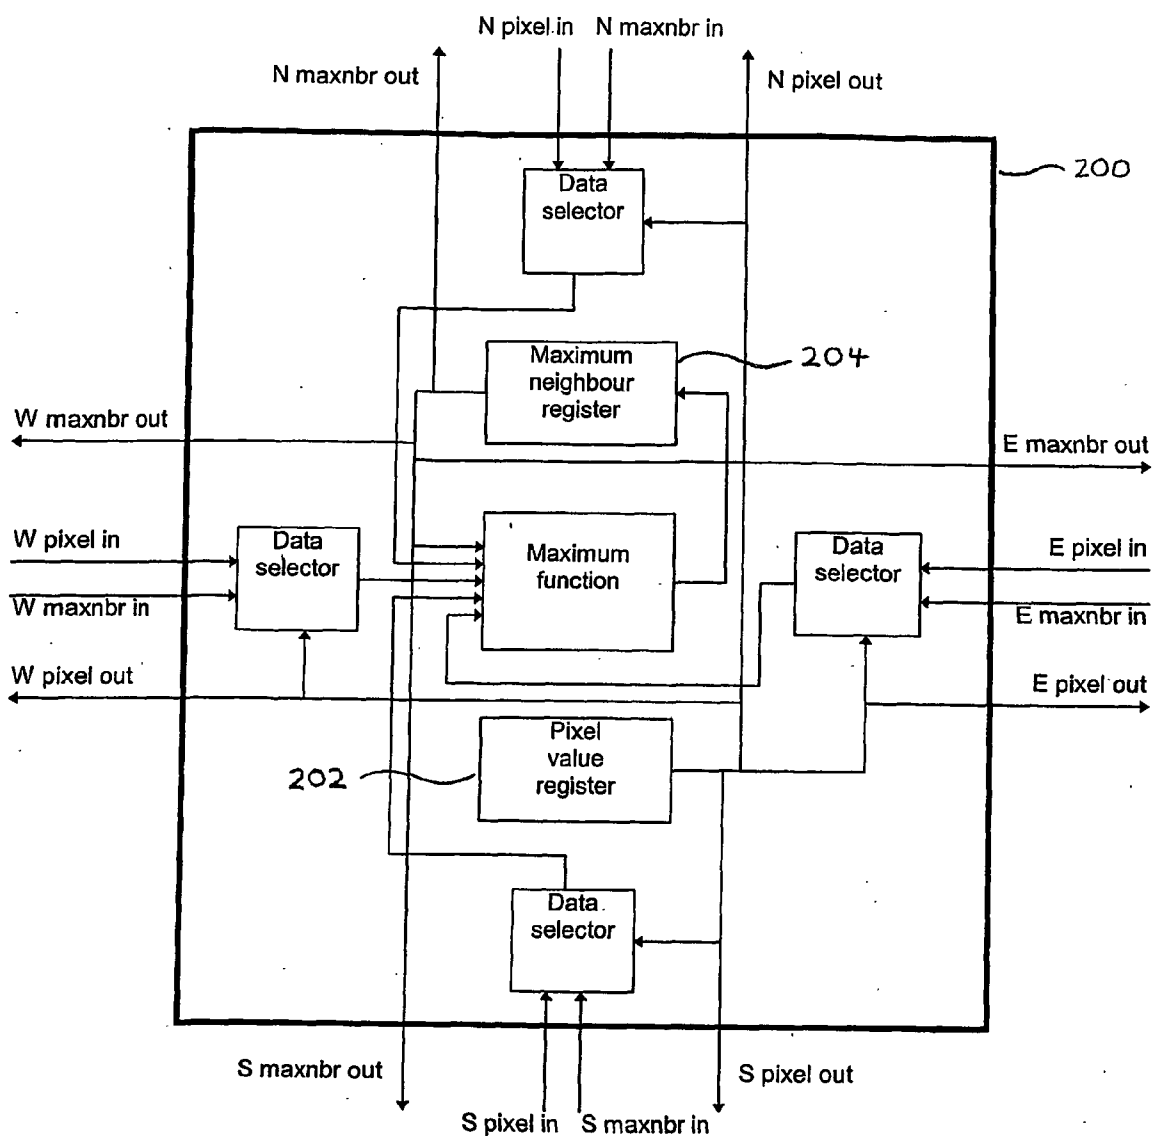 N pixel in
N maxnbr in
N maxnbr out
N pixel out
200
Data
selector
Maximum
neighbour
register
204
W maxnbr out
E maxnbr out
W pixel in
Data
selector
Maximum
function
Data
selector
E pixel in
W maxnbr in
E maxnbr in
W pixel out
E pixel out
Pixel
value
register
202
Data
selector
S maxnbr out
S pixel out
S pixel in
S maxnbr in